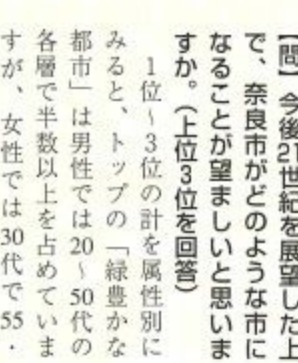 【問】今後21世紀を展望した上
で、奈良市がどのような市に
なることが望ましいと思いま
すか。（上位3位を回答）
1位～3位の計を属性別に
みると、トップの「緑豊かな
都市」は男性では20～50代の
各層で半数以上を占めていま
すが、女性では30代で55．